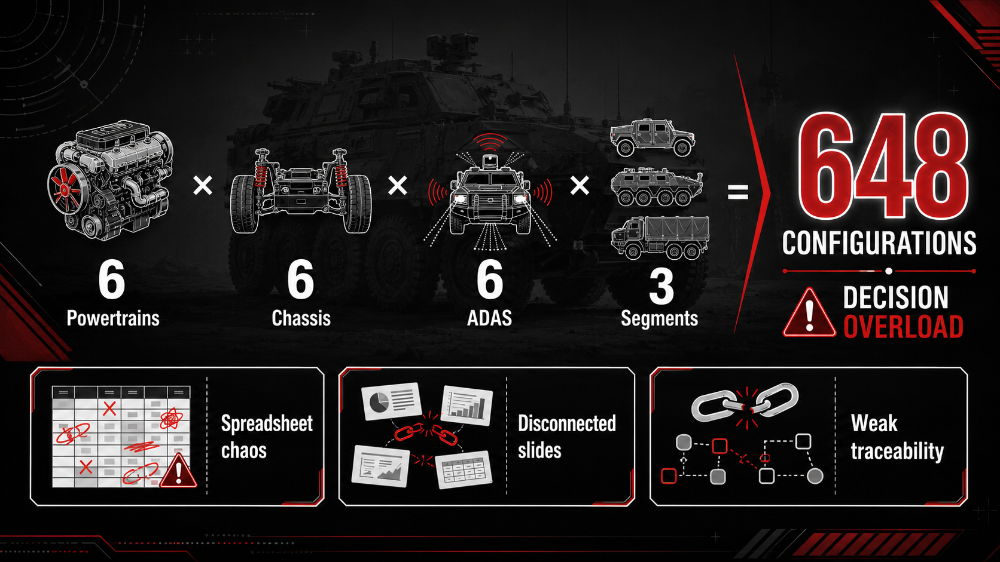 6
Powertrains
×
6
Chassis
×
6
ADAS
×
3
Segments
=
648
CONFIGURATIONS
!
DECISION
OVERLOAD
Spreadsheet
chaos
!
Disconnected
slides
Weak
traceability